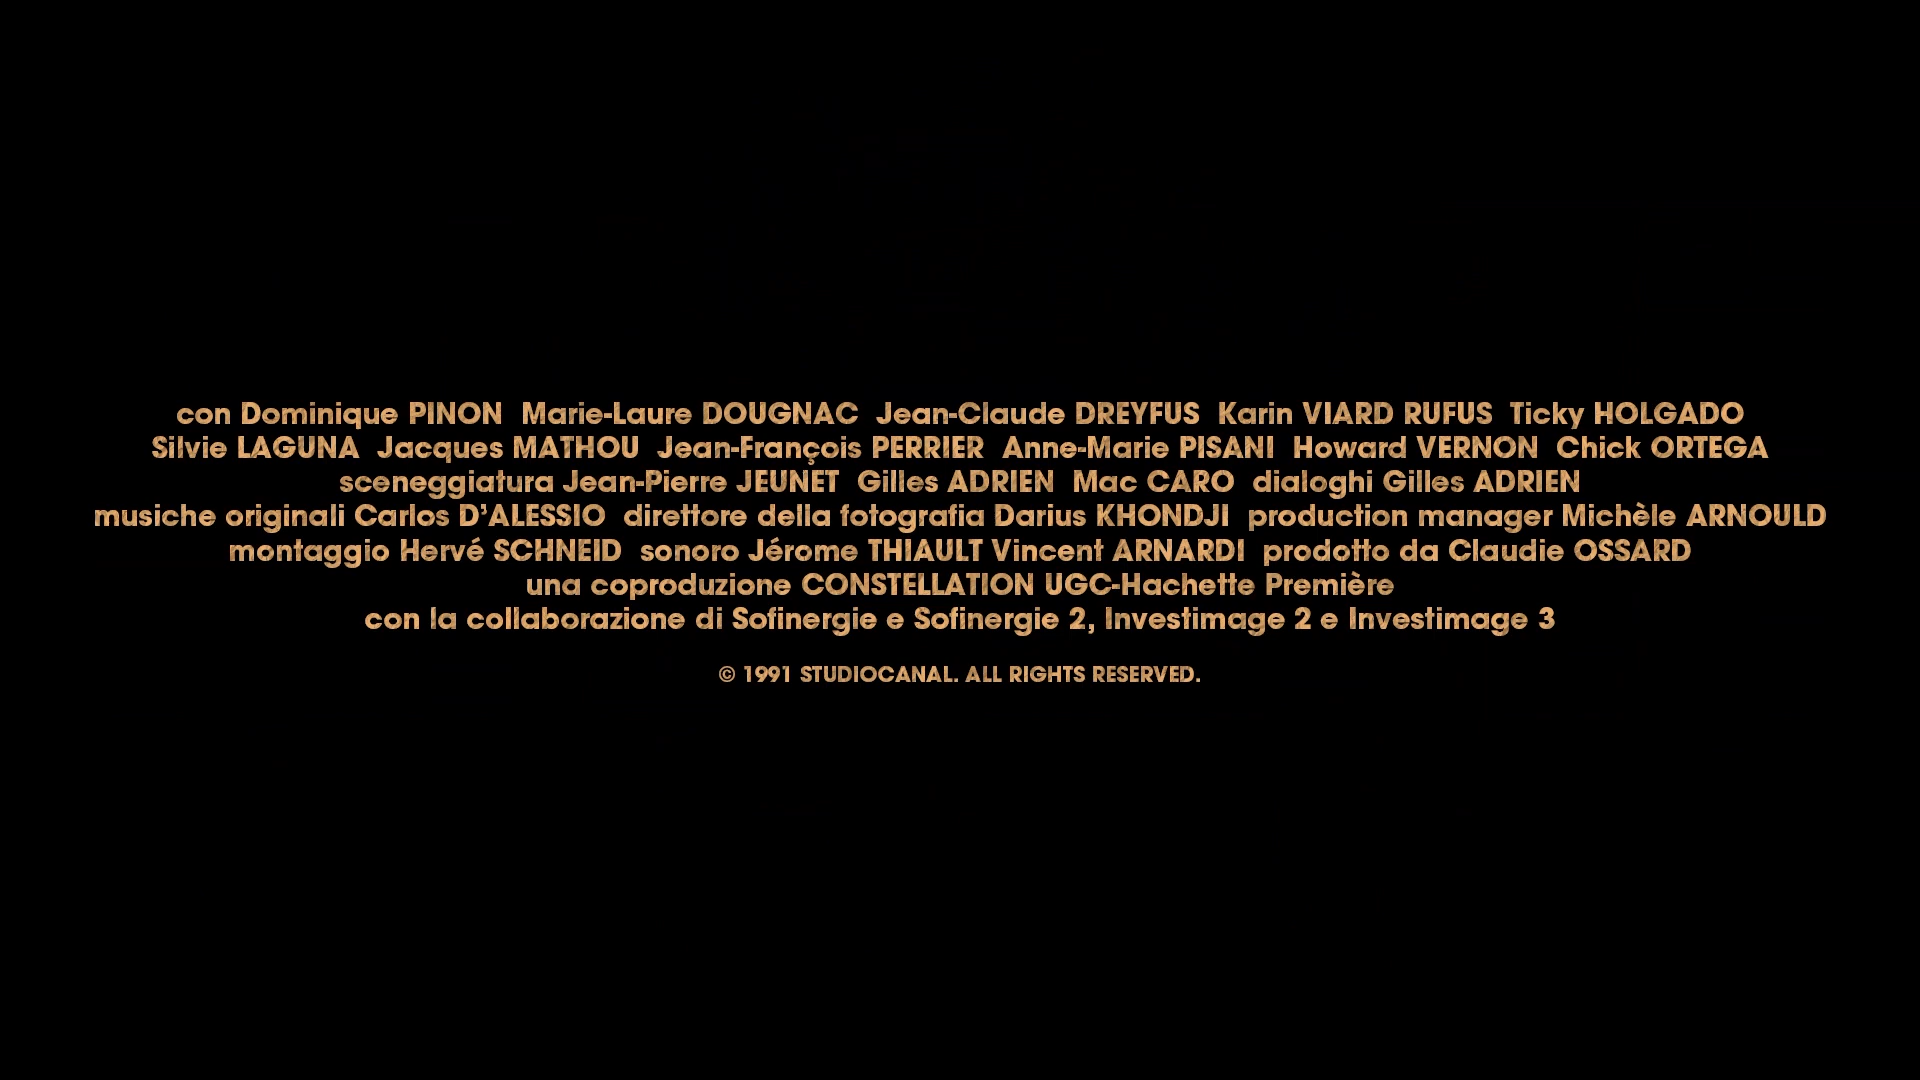 con Dominique PINON Marie-Laure DOUGNAC Jean-Claude DREYFUS Karin VIARD RUFUS Ticky HOLGADO
Silvie LAGUNA Jacques MATHOU Jean-François PERRIER Anne-Marie PISANI Howard VERNON Chick ORTEGA
sceneggiatura Jean-Pierre JEUNET Gilles ADRIEN Mac CARO dialoghi Gilles ADRIEN
musiche originali Carlos D'ALESSIO direttore della fotografia Darius KHONDJI production manager Michèle ARNOULD
montaggio Hervé SCHNEID sonoro Jérome THIAULT Vincent ARNARDI prodotto da Claudie OSSARD
una coproduzione CONSTELLATION UGC-Hachette Première
con la collaborazione di Sofinergie e Sofinergie 2, Investimage 2 e Investimage 3
© 1991 STUDIOCANAL. ALL RIGHTS RESERVED.